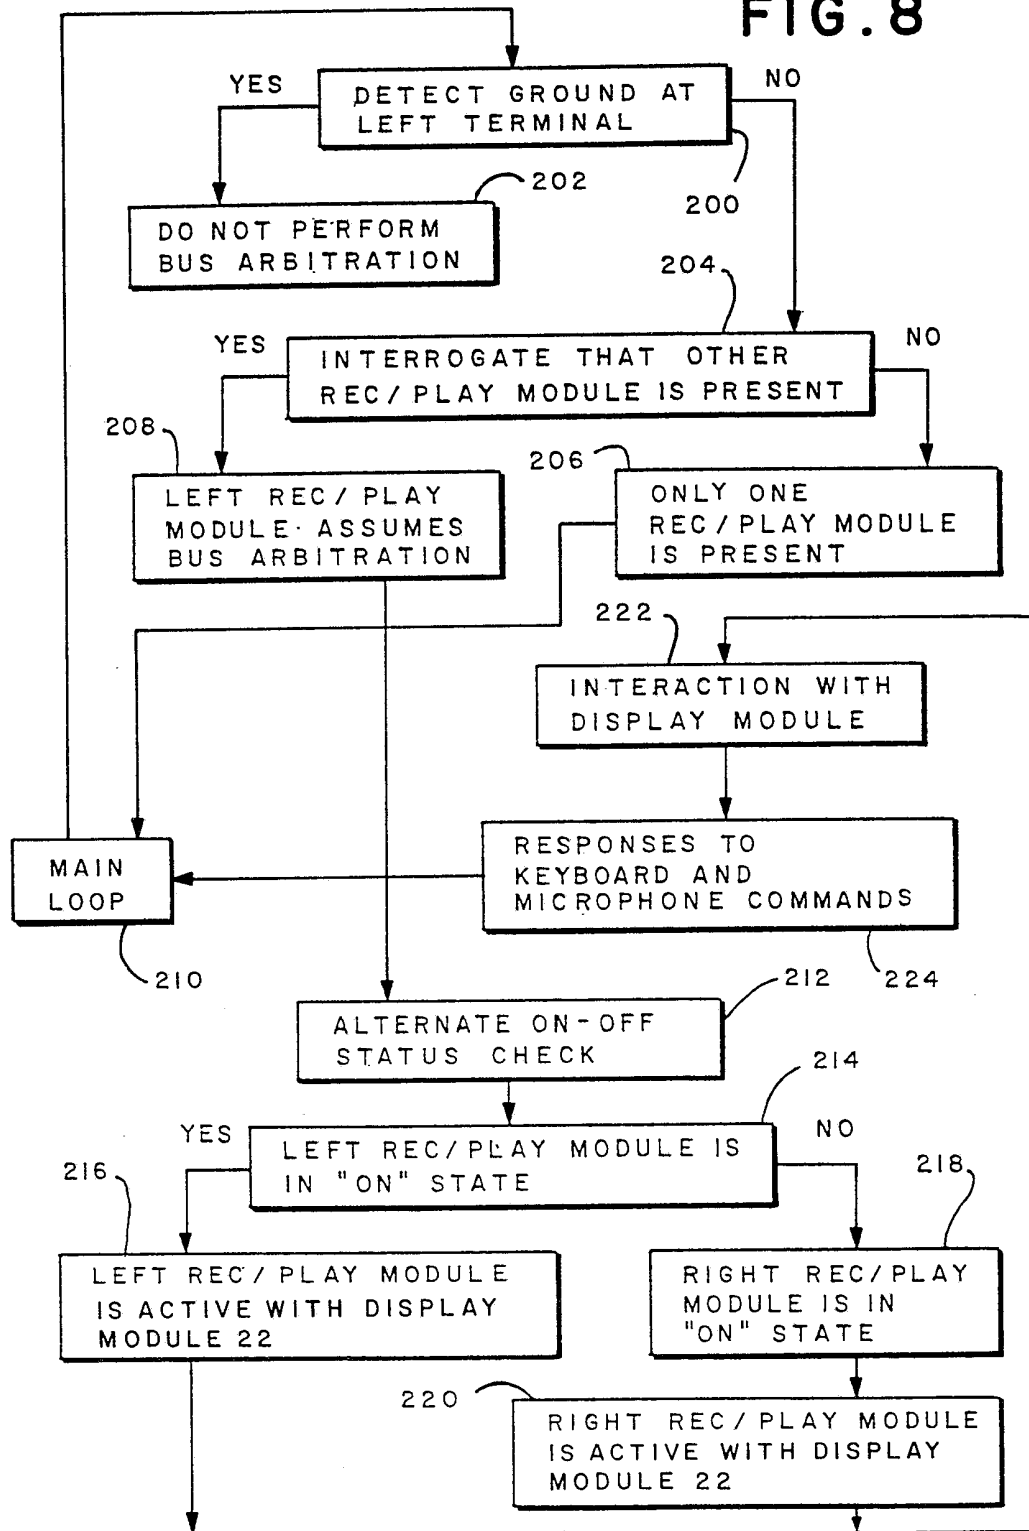 FIG.8
YES
NO
DETECT GROUND AT
LEFT TERMINAL
200
202
DO NOT PERFORM
BUS ARBITRATION
204
YES
NO
INTERROGATE THAT OTHER
REC/PLAY MODULE IS PRESENT
208
206
LEFT REC/PLAY
MODULE ASSUMES
BUS ARBITRATION
ONLY ONE
REC/PLAY MODULE
IS PRESENT
222
INTERACTION WITH
DISPLAY MODULE
MAIN
LOOP
210
RESPONSES TO
KEYBOARD AND
MICROPHONE COMMANDS
224
212
ALTERNATE ON-OFF
STATUS CHECK
214
YES
NO
LEFT REC/PLAY MODULE IS
IN "ON" STATE
216
218
LEFT REC/PLAY MODULE
IS ACTIVE WITH DISPLAY
MODULE 22
RIGHT REC/PLAY
MODULE IS IN
"ON" STATE
220
RIGHT REC/PLAY MODULE
IS ACTIVE WITH DISPLAY
MODULE 22